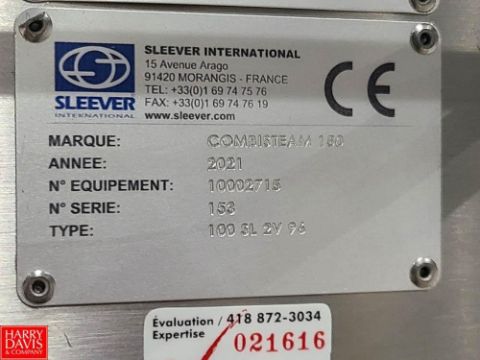 SLEEVER
INTERNATIONAL
SLEEVER INTERNATIONAL
15 Avenue Arago
91420 MORANGIS - FRANCE
TEL: +33(0)1 69 74 75 76
FAX: +33(0)1 69 74 76 19
www.sleever.com
CE
MARQUE: COMBISTEAM 150
ANNEE: 2021
N° EQUIPEMENT: 10002715
N° SERIE: 153
TYPE: 100 SL 2V 96
Évaluation / 418 872-3034
Expertise
021616
HARRY
DAVIS
& COMPANY